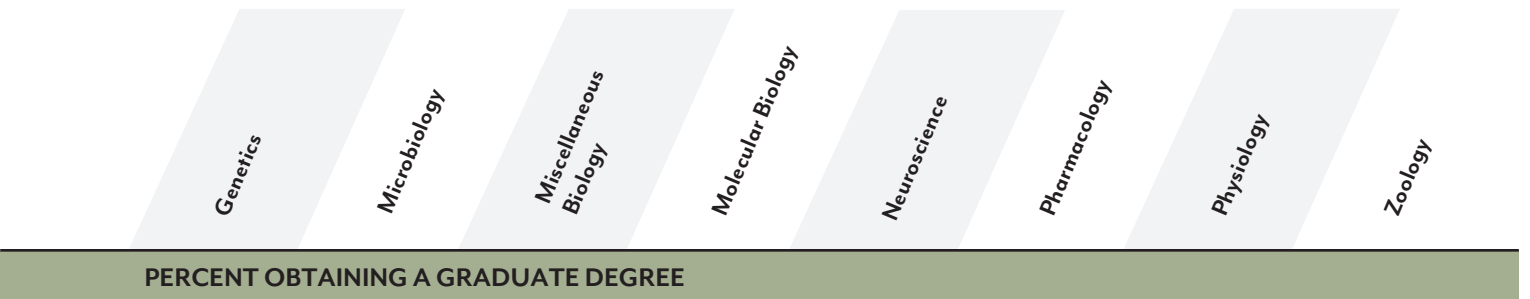 Genetics
Microbiology
Miscellaneous
Biology
Molecular Biology
Neuroscience
Pharmacology
Physiology
Zoology
PERCENT OBTAINING A GRADUATE DEGREE